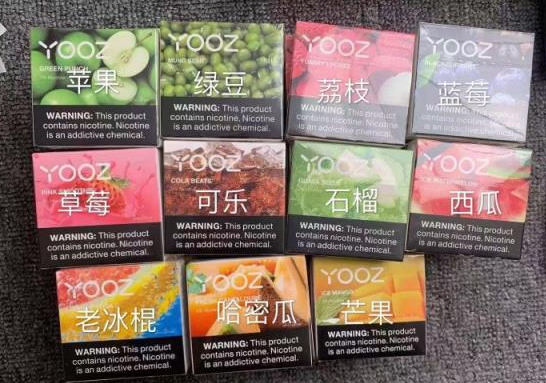 YOOZ
GREEN PUNCH
苹果
WARNING: This product
contains nicotine. Nicotine
is an addictive chemical.
YOOZ
MUNG BEAN
绿豆
WARNING: This product
contains nicotine. Nicotine
is an addictive chemical.
YOOZ
荔枝
WARNING: This product
contains nicotine. Nicotine
is an addictive chemical.
YOOZ
蓝莓
WARNING: This product
contains nicotine. Nicotine
is an addictive chemical.
YOOZ
草莓
WARNING: This product
contains nicotine. Nicotine
is an addictive chemical.
YOOZ
COLA BEATE
可乐
WARNING: This product
contains nicotine. Nicotine
is an addictive chemical.
YOOZ
石榴
WARNING: This product
contains nicotine. Nicotine
is an addictive chemical.
YOOZ
ICE WATERMELON
西瓜
WARNING: This product
contains nicotine. Nicotine
is an addictive chemical.
YOOZ
老冰棍
WARNING: This product
contains nicotine. Nicotine
is an addictive chemical.
YOOZ
哈密瓜
WARNING: This product
contains nicotine. Nicotine
is an addictive chemical.
YOOZ
ICE MANGO
芒果
WARNING: This product
contains nicotine. Nicotine
is an addictive chemical.